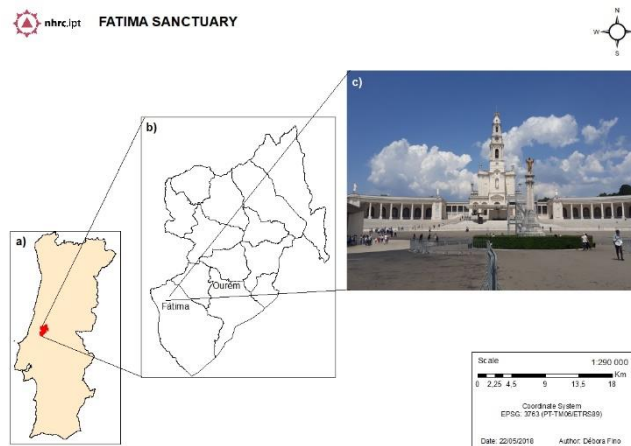 nhrc.ipt FATIMA SANCTUARY
N
W E
S
c)
b)
a)
Ourém
Fátima
Scale 1:290 000
Km
0 2,25 4,5 9 13,5 18
Coordinate System
EPSG: 3763 (PT-TM06/ETRS89)
Date: 22/05/2018 Author: Débora Fino